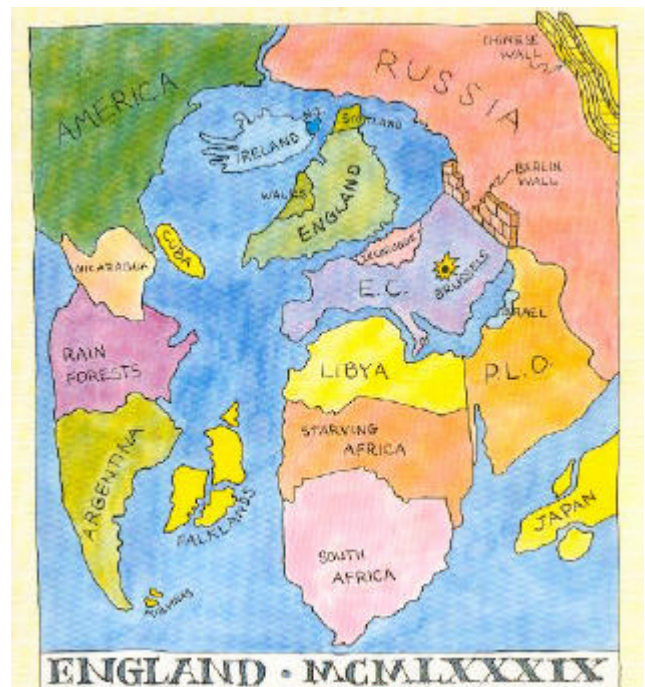 CHINESE
WALL
RUSSIA
AMERICA
N.I.
SCOTLAND
IRELAND
BERLIN
WALL
WALES
ENGLAND
CUBA
NICARAGUA
E.C.
BRUSSELS
ISRAEL
RAIN
FORESTS
LIBYA
P.L.O.
STARVING
AFRICA
ARGENTINA
FALKLANDS
JAPAN
SOUTH
AFRICA
ENGLAND · MCMLXXXIX